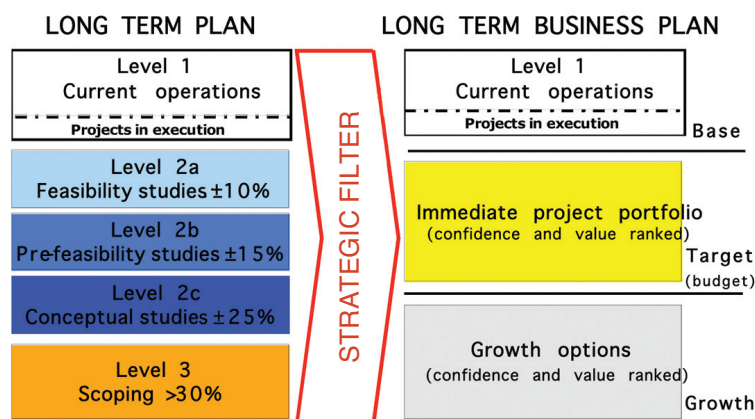 LONG TERM PLAN
Level 1
Current operations
Projects in execution
Level 2a
Feasibility studies ±10%
Level 2b
Pre-feasibility studies ±15%
Level 2c
Conceptual studies ±25%
Level 3
Scoping >30%
STRATEGIC FILTER
LONG TERM BUSINESS PLAN
Level 1
Current operations
Projects in execution
Base
Immediate project portfolio
(confidence and value ranked)
Target
(budget)
Growth options
(confidence and value ranked)
Growth